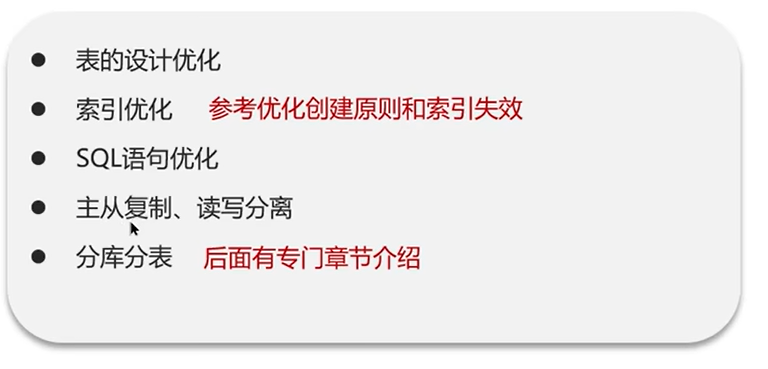 ● 表的设计优化
● 索引优化 参考优化创建原则和索引失效
● SQL语句优化
● 主从复制、读写分离
● 分库分表 后面有专门章节介绍